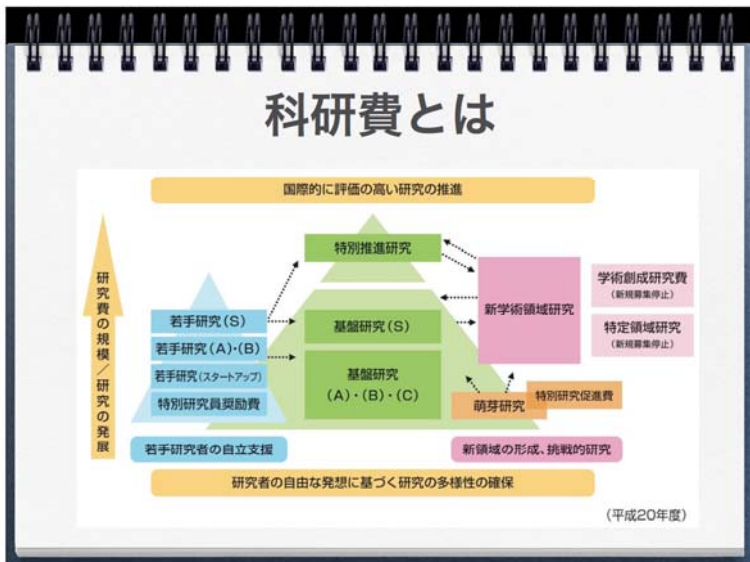 科研費とは
国際的に評価の高い研究の推進
研究費の規模/研究の発展
特別推進研究
若手研究(S)
若手研究(A)・(B)
若手研究(スタートアップ)
特別研究員奨励費
若手研究者の自立支援
基盤研究(S)
基盤研究
(A)・(B)・(C)
新学術領域研究
学術創成研究費
(新規募集停止)
特定領域研究
(新規募集停止)
萌芽研究
特別研究促進費
新領域の形成、挑戦的研究
研究者の自由な発想に基づく研究の多様性の確保
(平成20年度)